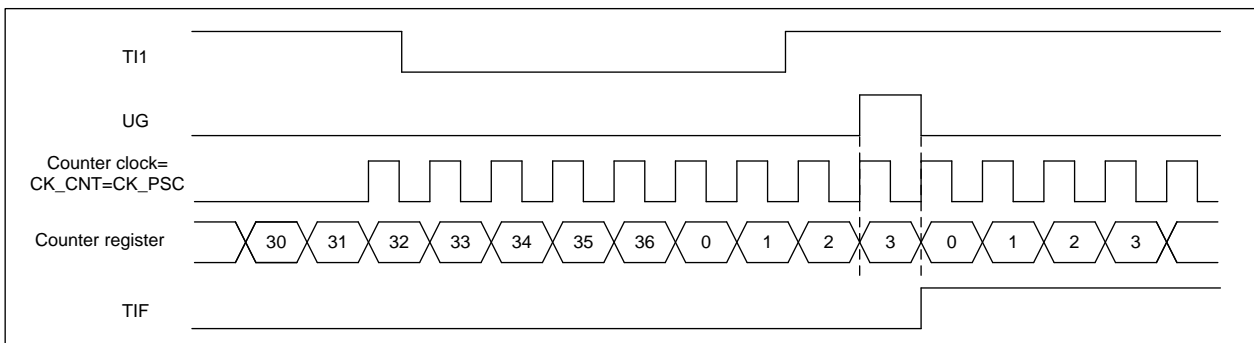 TI1
UG
Counter clock=
CK_CNT=CK_PSC
Counter register 30 31 32 33 34 35 36 0 1 2 3 0 1 2 3
TIF